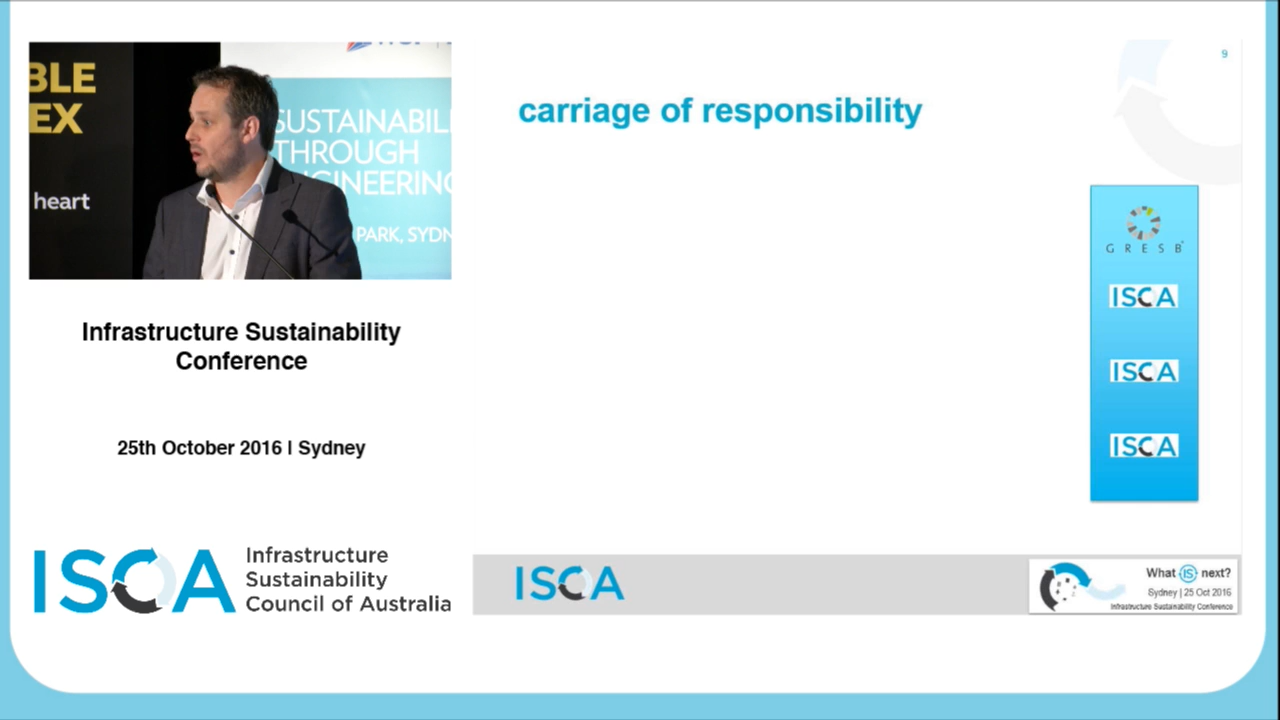 BLE
EX
heart
SUSTAINABIL
THROUGH
GINEERING
PARK, SYDN
Infrastructure Sustainability
Conference
25th October 2016 | Sydney
ISCA
Infrastructure
Sustainability
Council of Australia
9
carriage of responsibility
GRESB
ISCA
ISCA
ISCA
ISCA
What IS next?
Sydney | 25 Oct 2016
Infrastructure Sustainability Conference